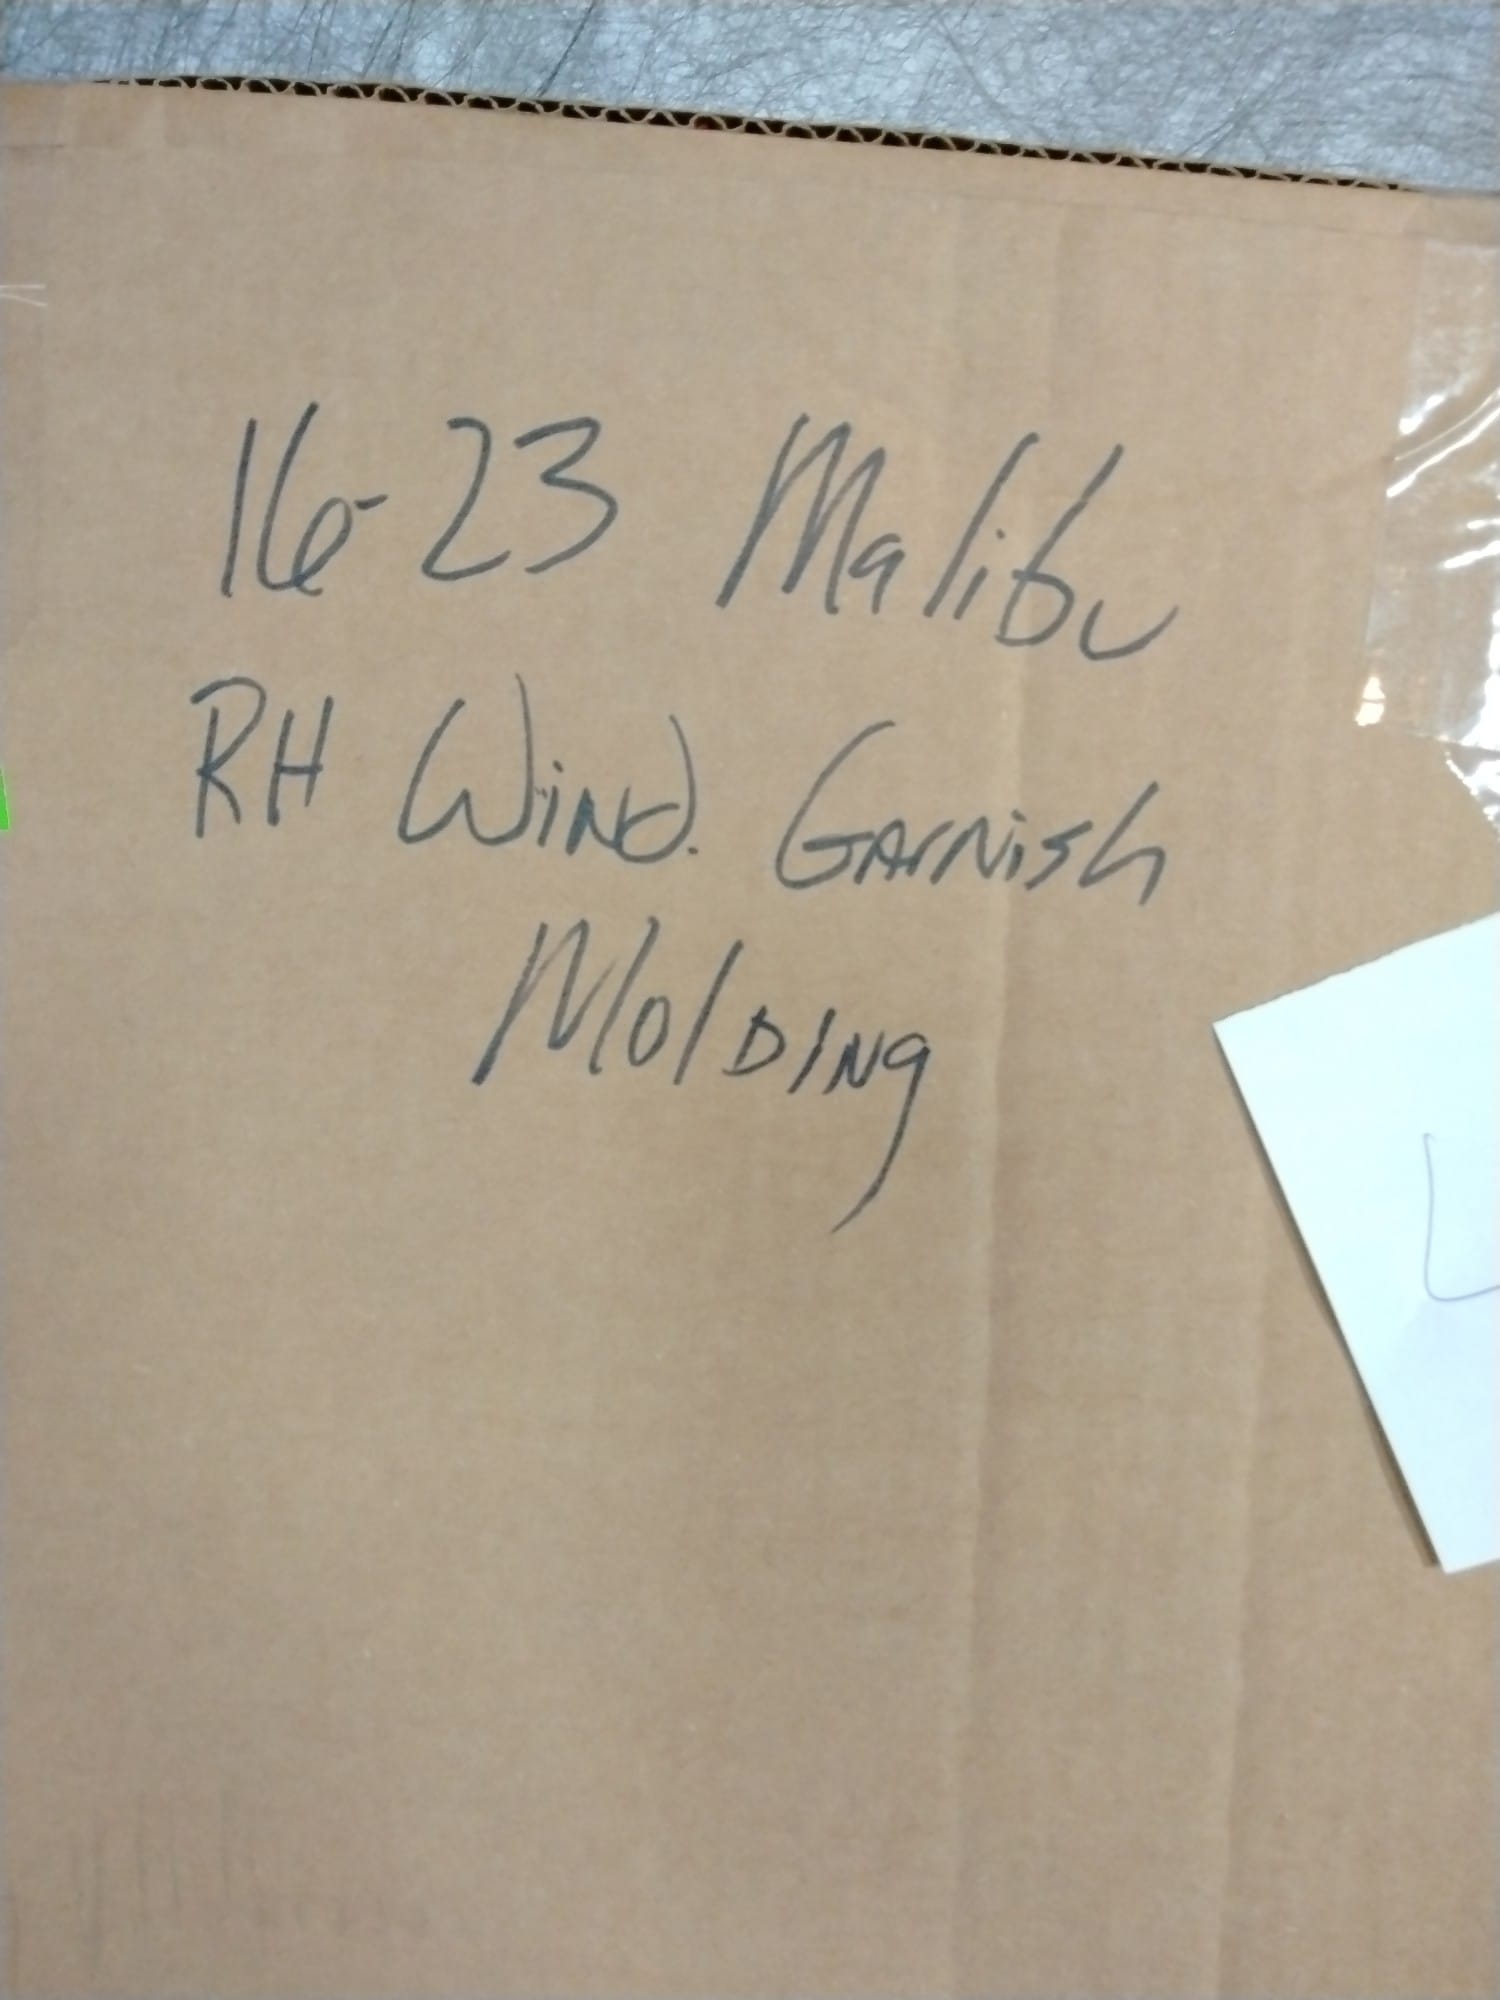 16-23 Malibu
RH Wind. Garnish
Molding